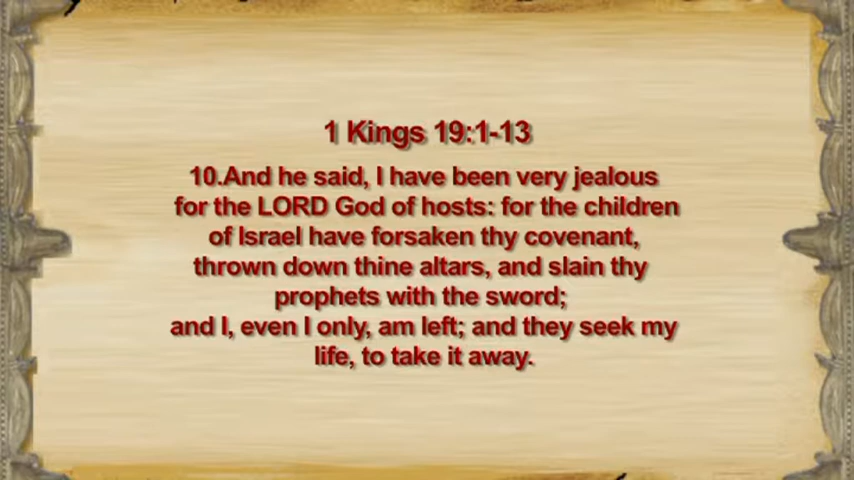 1 Kings 19:1-13
10.And he said, I have been very jealous
for the LORD God of hosts: for the children
of Israel have forsaken thy covenant,
thrown down thine altars, and slain thy
prophets with the sword;
and I, even I only, am left; and they seek my
life, to take it away.